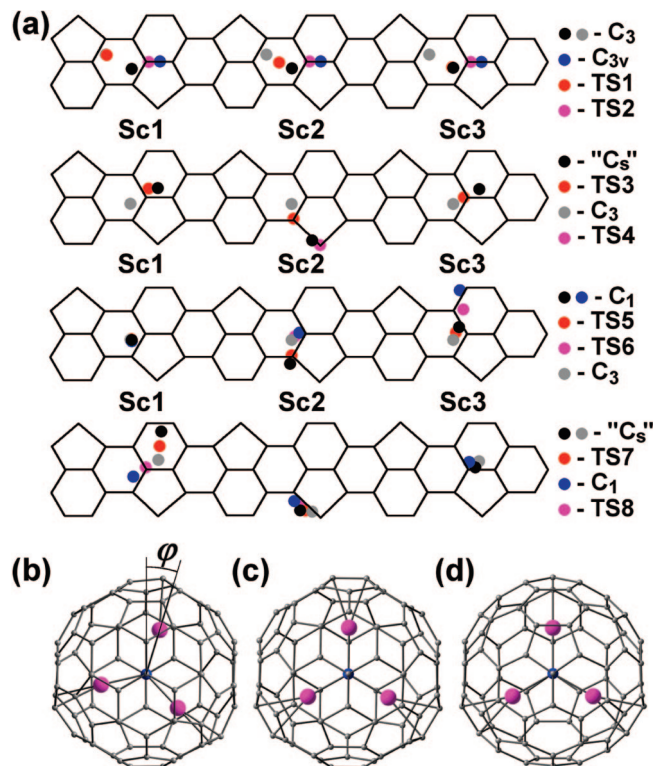 (a)
- C3
- C3v
- TS1
- TS2
Sc1 Sc2 Sc3
- "Cs"
- TS3
- C3
- TS4
Sc1 Sc2 Sc3
- C1
- TS5
- TS6
- C3
Sc1 Sc2 Sc3
- "Cs"
- TS7
- C1
- TS8
(b) φ (c) (d)